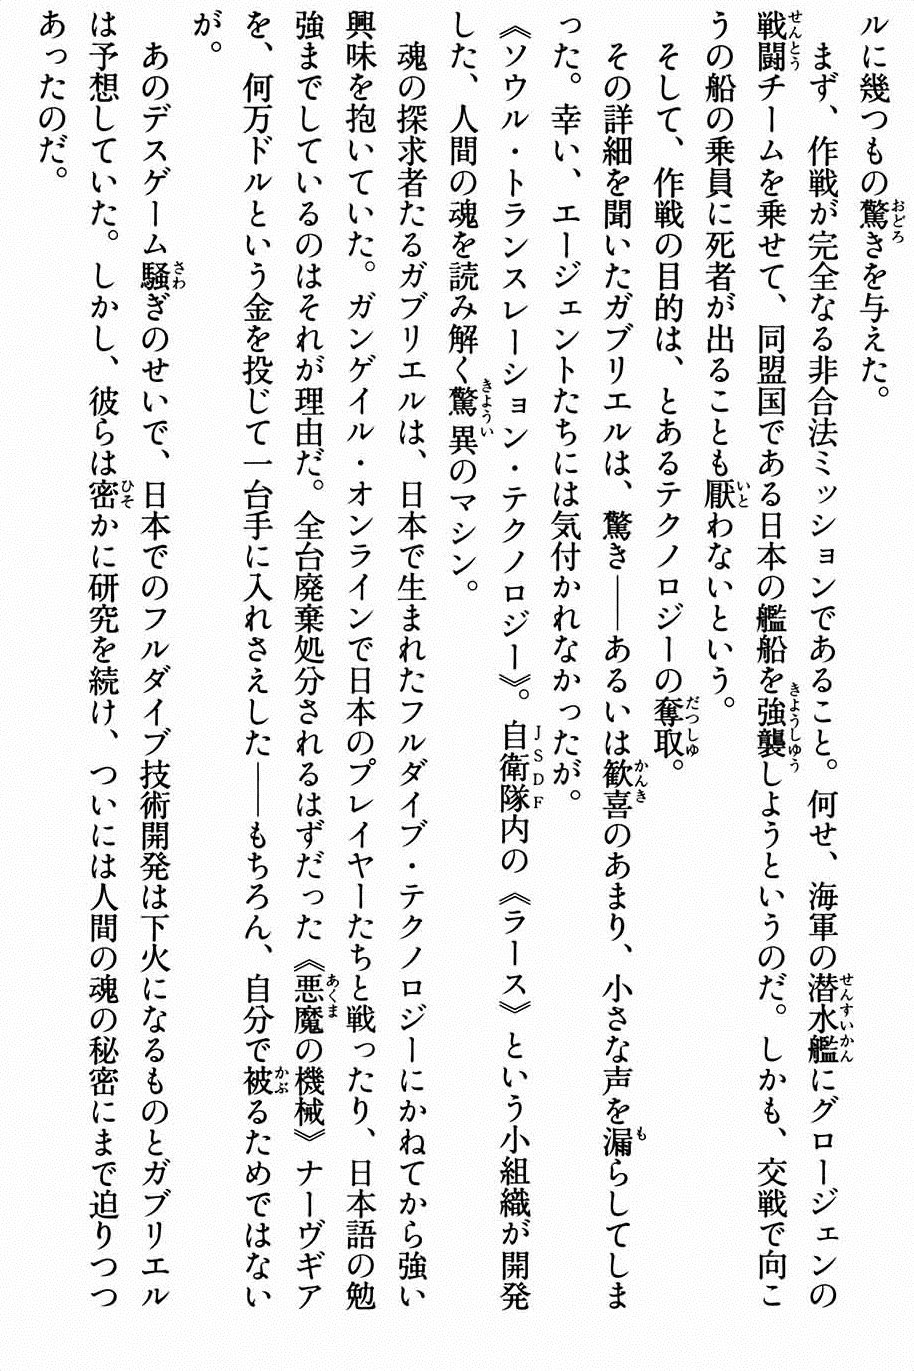 ルに幾つもの驚きを与えた。
　まず、作戦が完全なる非合法ミッションであること。何せ、海軍の潜水艦にグロージェンの
戦闘チームを乗せて、同盟国である日本の艦船を強襲しようというのだ。しかも、交戦で向こ
うの船の乗員に死者が出ることも厭わないという。
　そして、作戦の目的は、とあるテクノロジーの奪取。
　その詳細を聞いたガブリエルは、驚き――あるいは歓喜のあまり、小さな声を漏らしてしま
った。幸い、エージェントたちには気付かれなかったが。
《ソウル・トランスレーション・テクノロジー》。自衛隊内の《ラース》という小組織が開発
した、人間の魂を読み解く驚異のマシン。
　魂の探求者たるガブリエルは、日本で生まれたフルダイブ・テクノロジーにかねてから強い
興味を抱いていた。ガンゲイル・オンラインで日本のプレイヤーたちと戦ったり、日本語の勉
強までしているのはそれが理由だ。全台廃棄処分されるはずだった《悪魔の機械》ナーヴギア
を、何万ドルという金を投じて一台手に入れさえした――もちろん、自分で被るためではない
が。
　あのデスゲーム騒ぎのせいで、日本でのフルダイブ技術開発は下火になるものとガブリエル
は予想していた。しかし、彼らは密かに研究を続け、ついには人間の魂の秘密にまで迫りつつ
あったのだ。